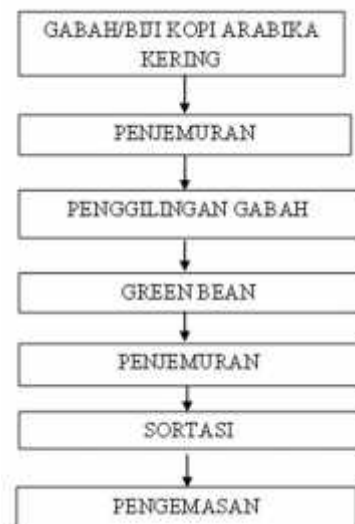 GABAH/BIJI KOPI ARABIKA
KERING
PENJEMURAN
PENGGILINGAN GABAH
GREEN BEAN
PENJEMURAN
SORTASI
PENGEMASAN